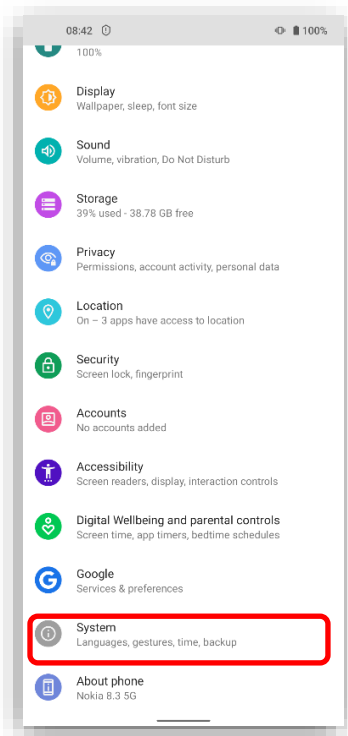 08:42 100%
100%
Display
Wallpaper, sleep, font size
Sound
Volume, vibration, Do Not Disturb
Storage
39% used - 38.78 GB free
Privacy
Permissions, account activity, personal data
Location
On – 3 apps have access to location
Security
Screen lock, fingerprint
Accounts
No accounts added
Accessibility
Screen readers, display, interaction controls
Digital Wellbeing and parental controls
Screen time, app timers, bedtime schedules
Google
Services & preferences
System
Languages, gestures, time, backup
About phone
Nokia 8.3 5G